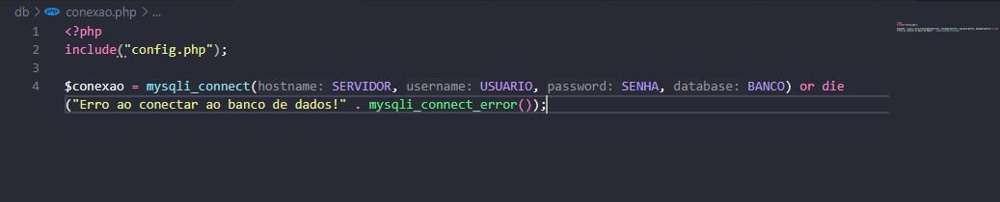 db > conexao.php > ...
1 <?php
2 include("config.php");
3
4 $conexao = mysqli_connect(hostname: SERVIDOR, username: USUARIO, password: SENHA, database: BANCO) or die
("Erro ao conectar ao banco de dados!" . mysqli_connect_error());